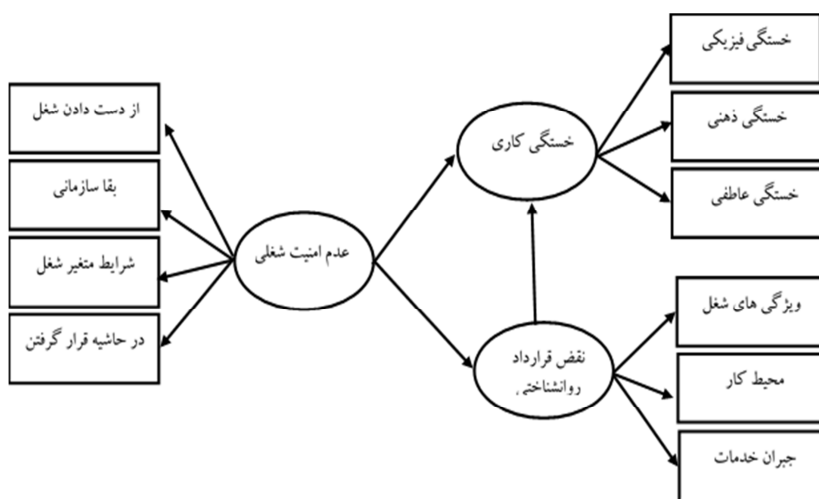 خستگی فیزیکی
خستگی ذهنی
خستگی عاطفی
خستگی کاری
از دست دادن شغل
بقا سازمانی
شرایط متغیر شغل
در حاشیه قرار گرفتن
عدم امنیت شغلی
نقض قرارداد
روانشناختی
ویژگی های شغل
محیط کار
جبران خدمات